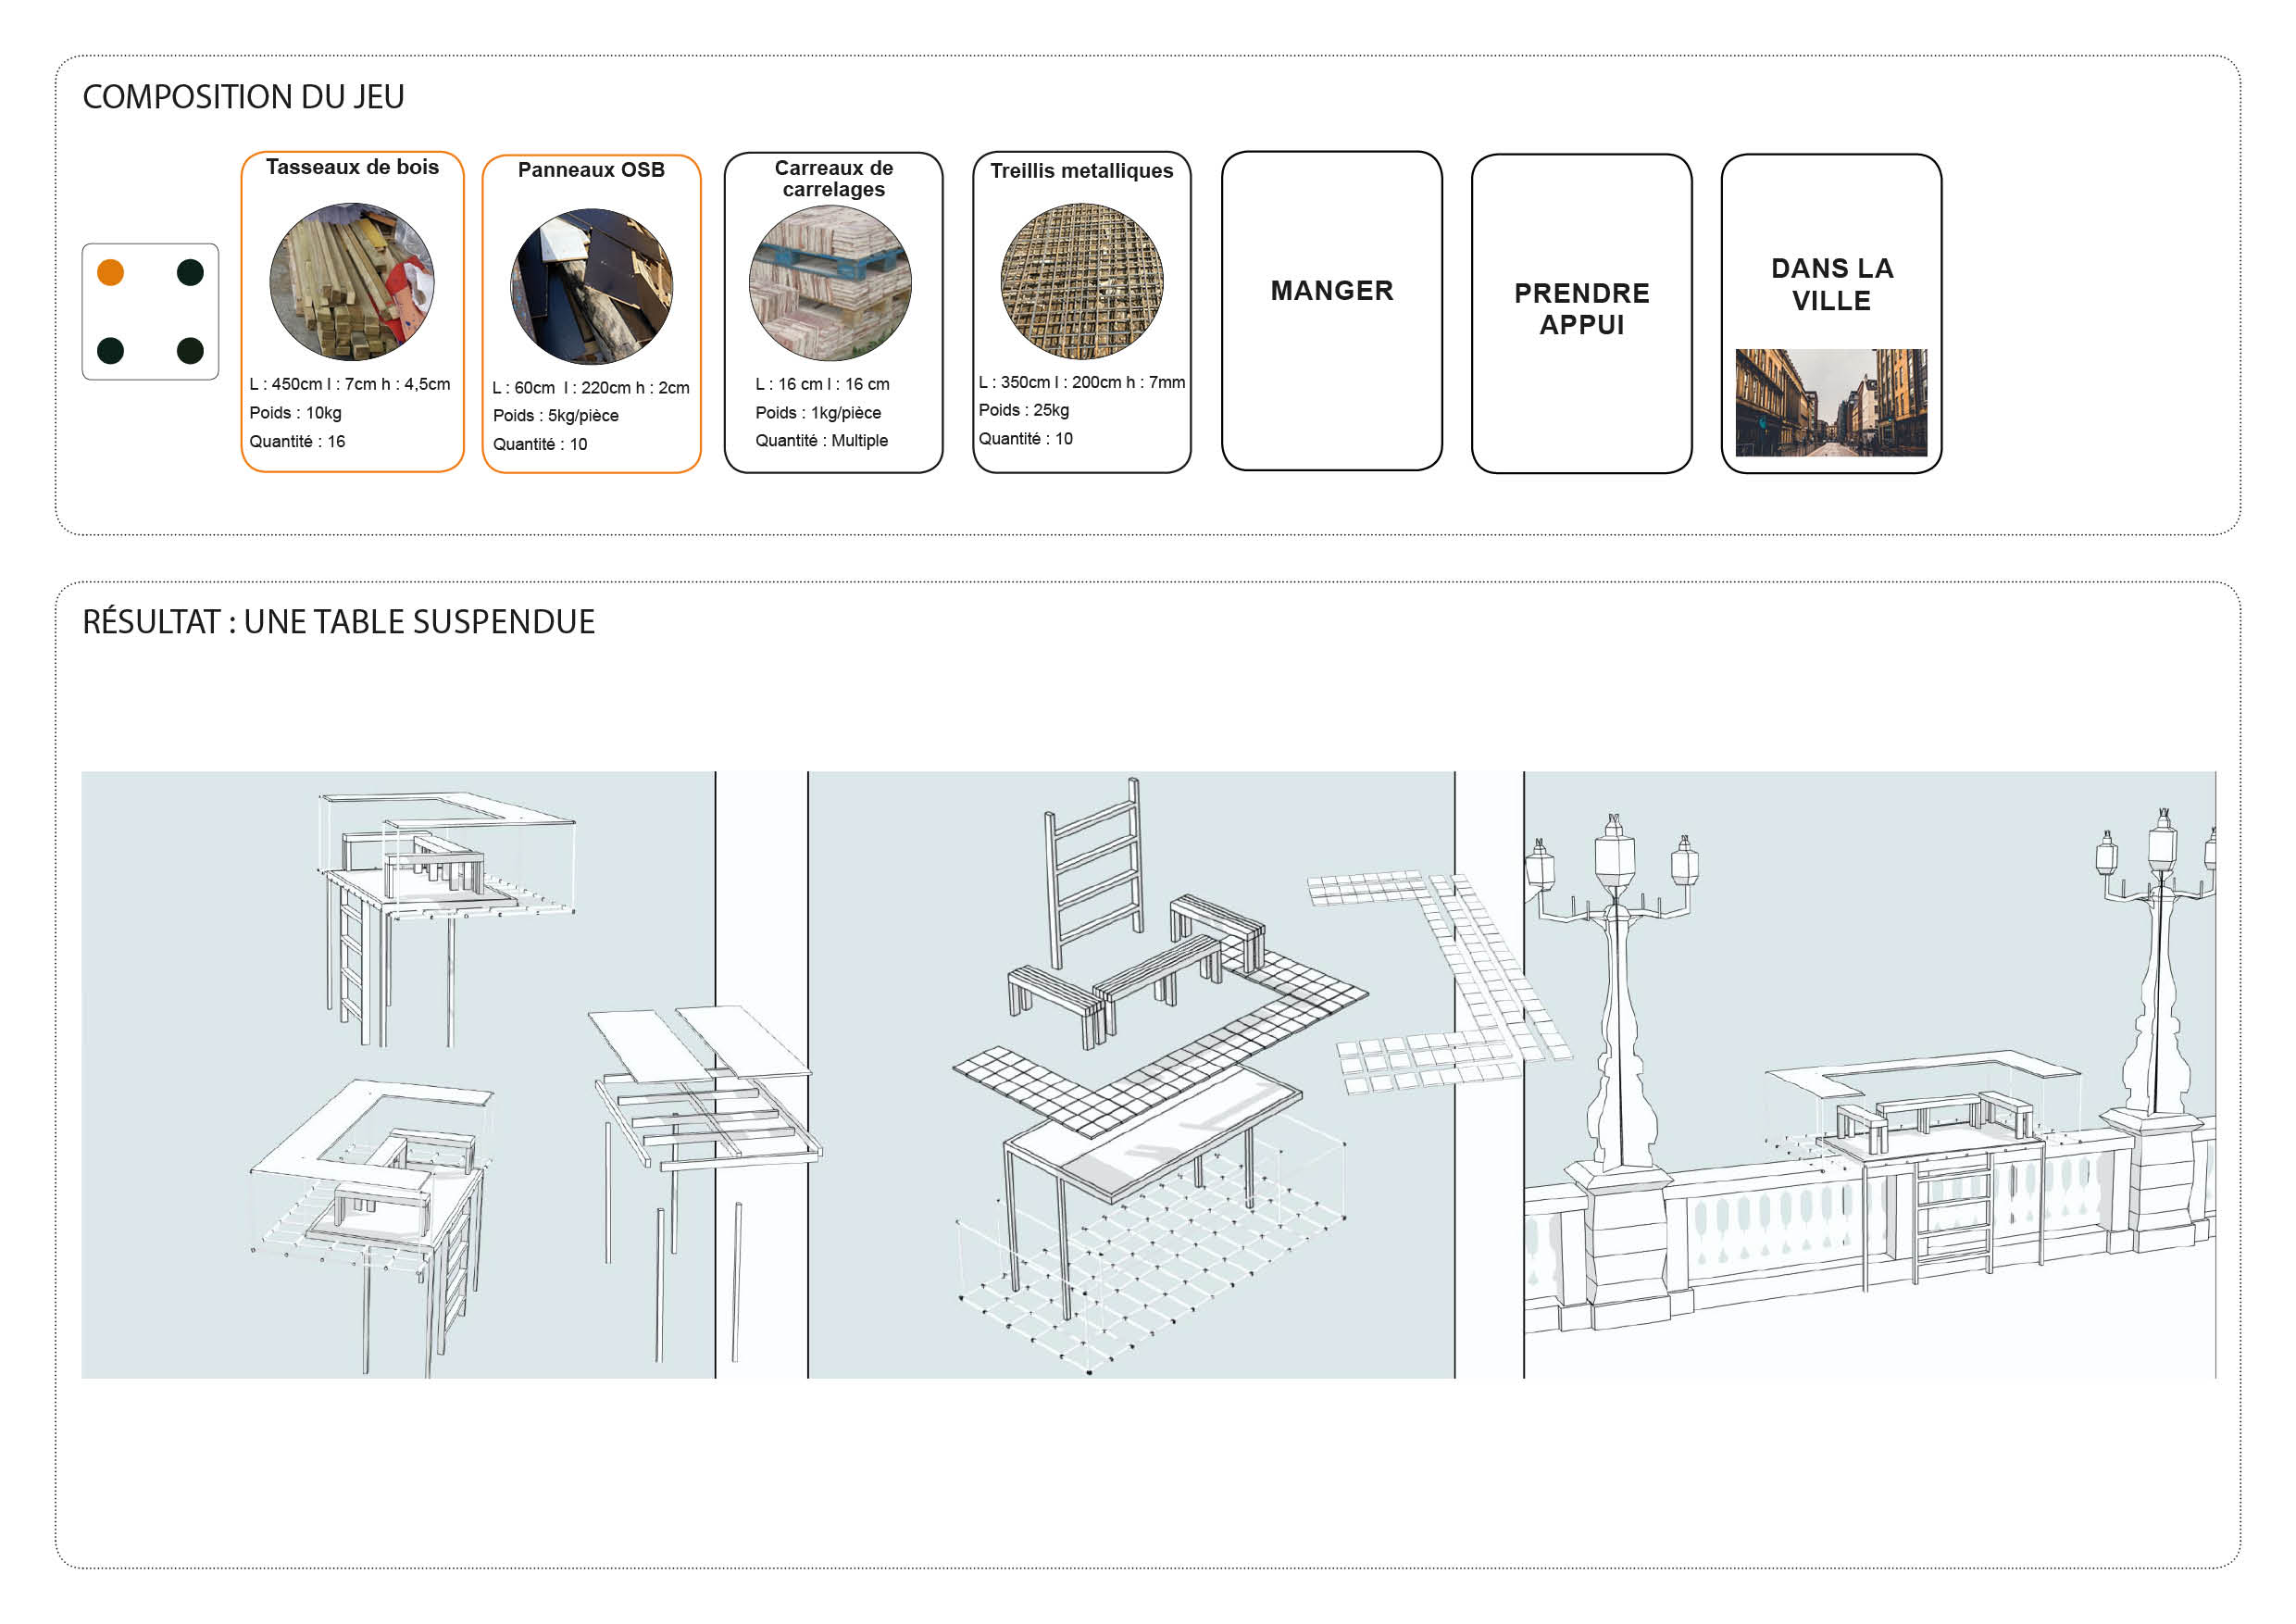 COMPOSITION DU JEU
Tasseaux de bois
L : 450cm l : 7cm h : 4,5cm
Poids : 10kg
Quantité : 16
Panneaux OSB
L : 60cm l : 220cm h : 2cm
Poids : 5kg/pièce
Quantité : 10
Carreaux de
carrelages
L : 16 cm l : 16 cm
Poids : 1kg/pièce
Quantité : Multiple
Treillis metalliques
L : 350cm l : 200cm h : 7mm
Poids : 25kg
Quantité : 10
MANGER
PRENDRE
APPUI
DANS LA
VILLE
RÉSULTAT : UNE TABLE SUSPENDUE